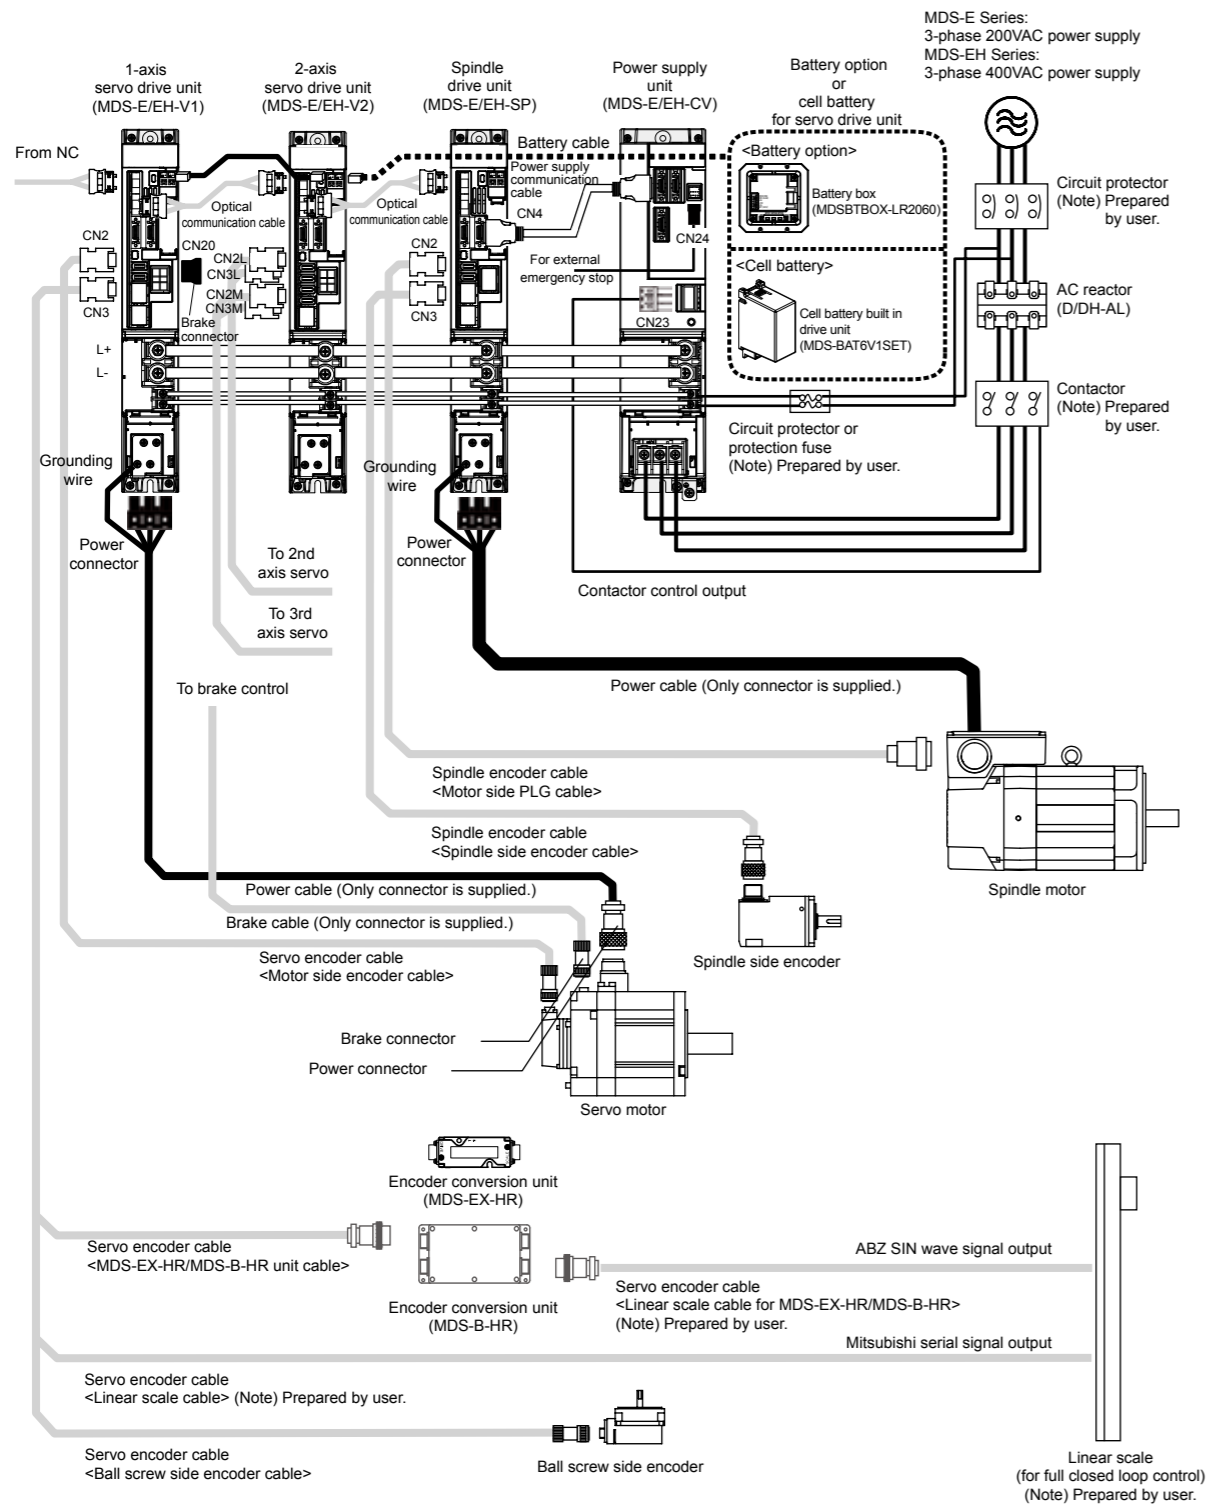 MDS-E Series:
3-phase 200VAC power supply
MDS-EH Series:
3-phase 400VAC power supply
1-axis
servo drive unit
(MDS-E/EH-V1)
2-axis
servo drive unit
(MDS-E/EH-V2)
Spindle
drive unit
(MDS-E/EH-SP)
Power supply
unit
(MDS-E/EH-CV)
Battery option
or
cell battery
for servo drive unit
From NC
Battery cable
<Battery option>
Battery box
(MDSBTBOX-LR2060)
Circuit protector
(Note) Prepared
by user.
Optical
communication cable
Optical
communication cable
Power supply
communication
cable
CN4
CN24
CN2
CN20
CN2L
CN3L
CN2M
CN3M
CN3
Brake
connector
CN2
CN3
For external
emergency stop
CN23
<Cell battery>
Cell battery built in
drive unit
(MDS-BAT6V1SET)
AC reactor
(D/DH-AL)
L+
L-
Contactor
(Note) Prepared
by user.
Circuit protector or
protection fuse
(Note) Prepared by user.
Grounding
wire
Grounding
wire
Power
connector
Power
connector
To 2nd
axis servo
To 3rd
axis servo
Contactor control output
To brake control
Power cable (Only connector is supplied.)
Spindle encoder cable
<Motor side PLG cable>
Spindle encoder cable
<Spindle side encoder cable>
Spindle motor
Power cable (Only connector is supplied.)
Brake cable (Only connector is supplied.)
Servo encoder cable
<Motor side encoder cable>
Spindle side encoder
Brake connector
Power connector
Servo motor
Encoder conversion unit
(MDS-EX-HR)
Servo encoder cable
<MDS-EX-HR/MDS-B-HR unit cable>
ABZ SIN wave signal output
Encoder conversion unit
(MDS-B-HR)
Servo encoder cable
<Linear scale cable for MDS-EX-HR/MDS-B-HR>
(Note) Prepared by user.
Mitsubishi serial signal output
Servo encoder cable
<Linear scale cable> (Note) Prepared by user.
Servo encoder cable
<Ball screw side encoder cable>
Ball screw side encoder
Linear scale
(for full closed loop control)
(Note) Prepared by user.